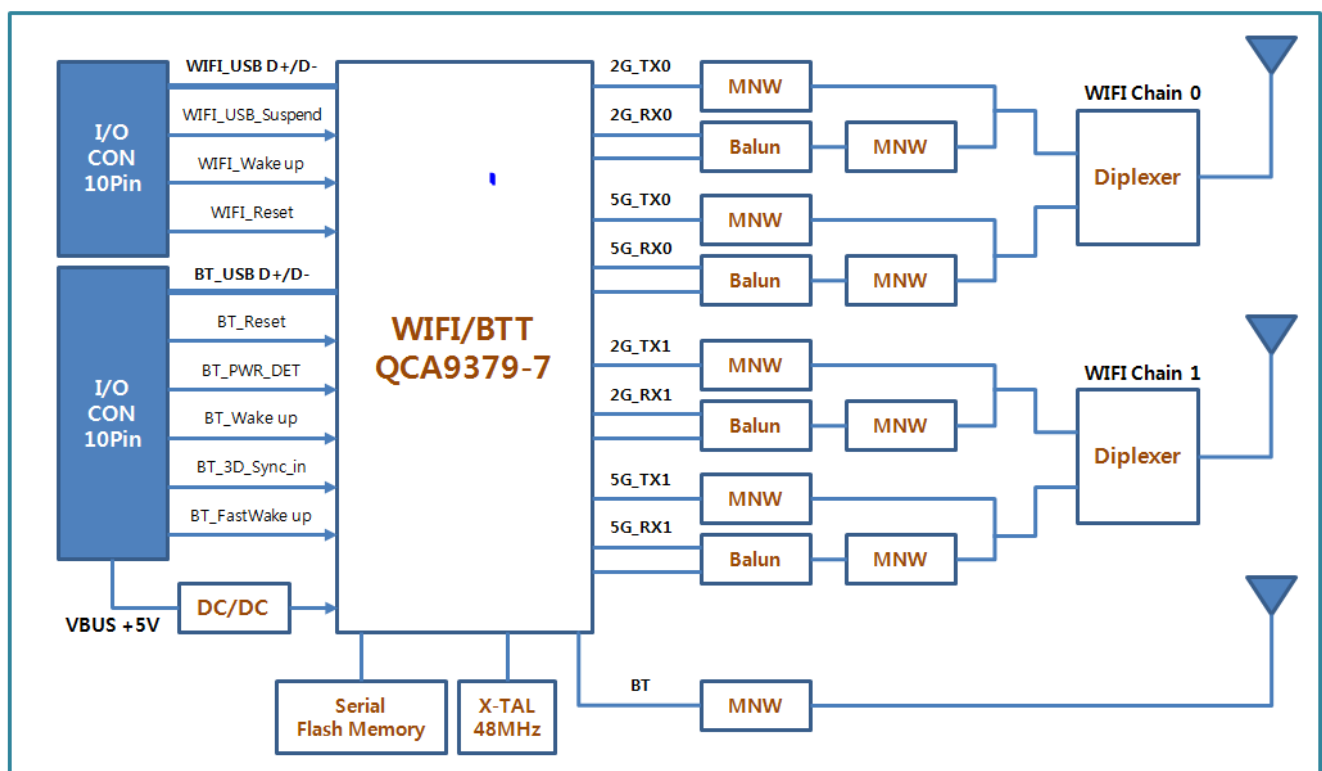 I/O
CON
10Pin
WIFI_USB D+/D-
WIFI_USB_Suspend
WIFI_Wake up
WIFI_Reset
I/O
CON
10Pin
BT_USB D+/D-
BT_Reset
BT_PWR_DET
BT_Wake up
BT_3D_Sync_in
BT_FastWake up
VBUS +5V
DC/DC
WIFI/BTT
QCA9379-7
Serial
Flash Memory
X-TAL
48MHz
2G_TX0
MNW
2G_RX0
Balun
MNW
5G_TX0
MNW
5G_RX0
Balun
MNW
WIFI Chain 0
Diplexer
2G_TX1
MNW
2G_RX1
Balun
MNW
5G_TX1
MNW
5G_RX1
Balun
MNW
WIFI Chain 1
Diplexer
BT
MNW